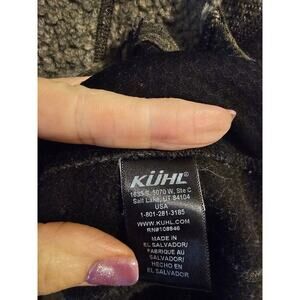 KÜHL®
1635 S. 5070 W, Ste C
Salt Lake, UT 84104
USA
1-801-281-3185
WWW.KUHL.COM
RN#108846
MADE IN
EL SALVADOR/
FABRIQUE AU
SALVADOR/
HECHO EN
EL SALVADOR